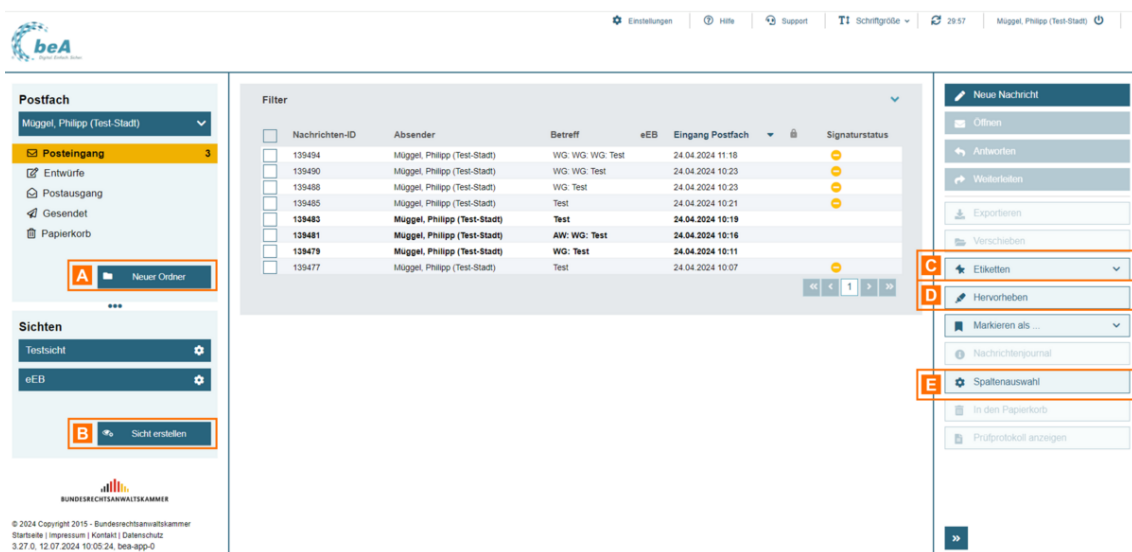 Einstellungen
Hilfe
Support
Schriftgröße
29:57
Müggel, Philipp (Test-Stadt)
beA
Digital. Einfach. Sicher.
Postfach
Müggel, Philipp (Test-Stadt)
Posteingang 3
Entwürfe
Postausgang
Gesendet
Papierkorb
A Neuer Ordner
Sichten
Testsicht
eEB
B Sicht erstellen
BUNDESRECHTSANWALTSKAMMER
© 2024 Copyright 2015 - Bundesrechtsanwaltskammer
Startseite | Impressum | Kontakt | Datenschutz
3.27.0, 12.07.2024 10:05:24, bea-app-0
Filter
Nachrichten-ID Absender Betreff eEB Eingang Postfach Signaturstatus
139494 Müggel, Philipp (Test-Stadt) WG: WG: WG: Test 24.04.2024 11:18
139490 Müggel, Philipp (Test-Stadt) WG: WG: Test 24.04.2024 10:23
139488 Müggel, Philipp (Test-Stadt) WG: Test 24.04.2024 10:23
139485 Müggel, Philipp (Test-Stadt) Test 24.04.2024 10:21
139483 Müggel, Philipp (Test-Stadt) Test 24.04.2024 10:19
139481 Müggel, Philipp (Test-Stadt) AW: WG: Test 24.04.2024 10:16
139479 Müggel, Philipp (Test-Stadt) WG: Test 24.04.2024 10:11
139477 Müggel, Philipp (Test-Stadt) Test 24.04.2024 10:07
« < 1 > »
Neue Nachricht
Öffnen
Antworten
Weiterleiten
Exportieren
Verschieben
C Etiketten
D Hervorheben
Markieren als ...
Nachrichtenjournal
E Spaltenauswahl
In den Papierkorb
Prüfprotokoll anzeigen
»